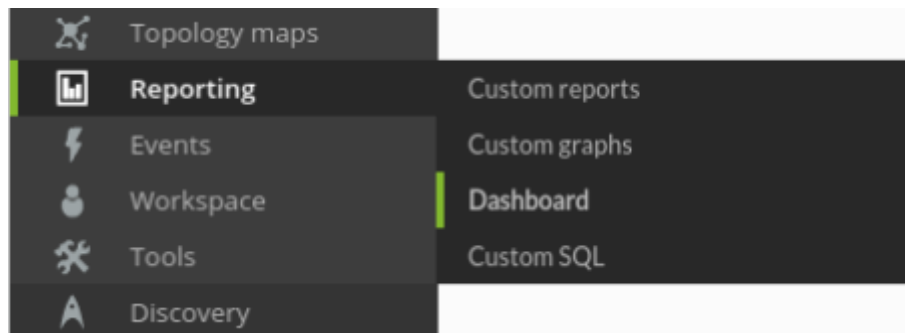 Topology maps
Reporting
Events
Workspace
Tools
Discovery
Custom reports
Custom graphs
Dashboard
Custom SQL